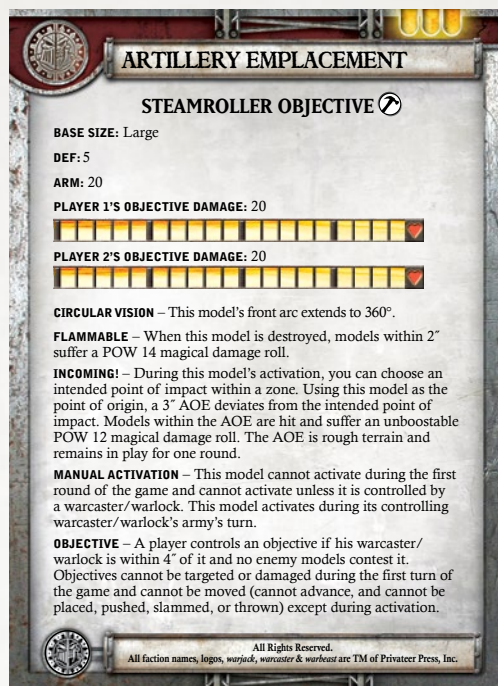 ARTILLERY EMPLACEMENT
STEAMROLLER OBJECTIVE
BASE SIZE: Large
DEF: 5
ARM: 20
PLAYER 1'S OBJECTIVE DAMAGE: 20
PLAYER 2'S OBJECTIVE DAMAGE: 20
CIRCULAR VISION – This model's front arc extends to 360°.
FLAMMABLE – When this model is destroyed, models within 2˝
suffer a POW 14 magical damage roll.
INCOMING! – During this model's activation, you can choose an
intended point of impact within a zone. Using this model as the
point of origin, a 3˝ AOE deviates from the intended point of
impact. Models within the AOE are hit and suffer an unboostable
POW 12 magical damage roll. The AOE is rough terrain and
remains in play for one round.
MANUAL ACTIVATION – This model cannot activate during the first
round of the game and cannot activate unless it is controlled by
a warcaster/warlock. This model activates during its controlling
warcaster/warlock's army's turn.
OBJECTIVE – A player controls an objective if his warcaster/
warlock is within 4˝ of it and no enemy models contest it.
Objectives cannot be targeted or damaged during the first turn of
the game and cannot be moved (cannot advance, and cannot be
placed, pushed, slammed, or thrown) except during activation.
All Rights Reserved.
All faction names, logos, warjack, warcaster & warbeast are TM of Privateer Press, Inc.